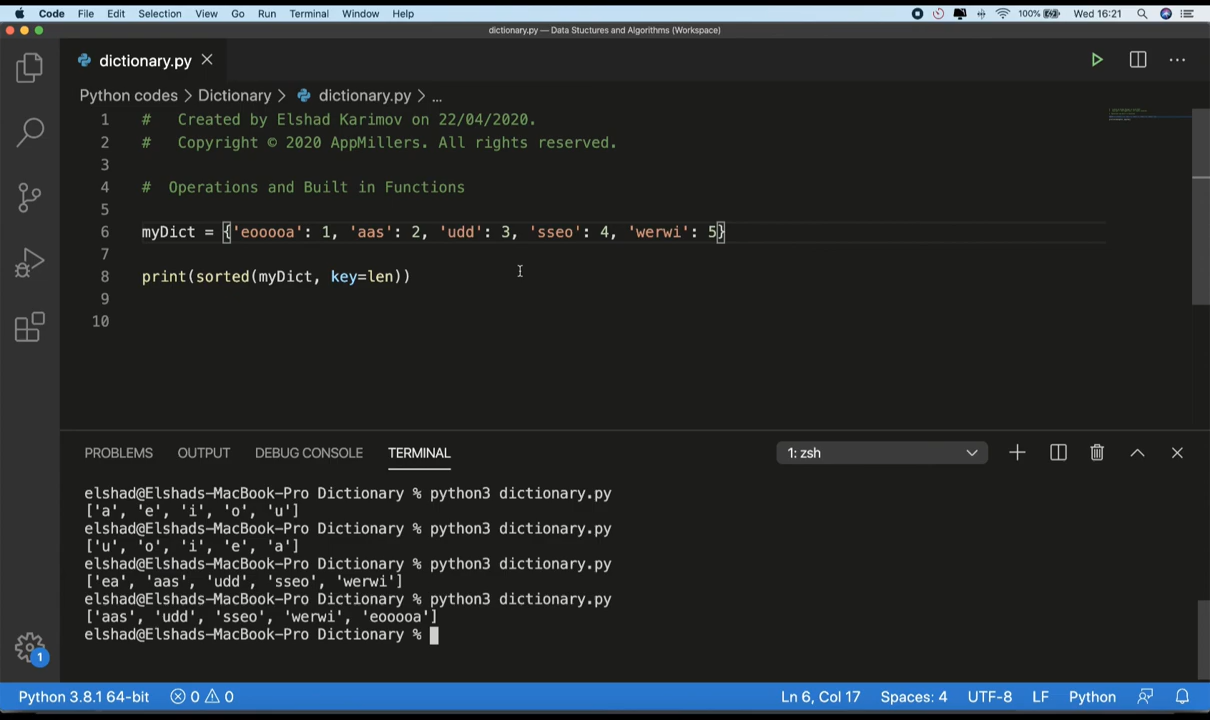 Code File Edit Selection View Go Run Terminal Window Help 100% Wed 16:21
dictionary.py — Data Stuctures and Algorithms (Workspace)
dictionary.py
Python codes > Dictionary > dictionary.py > ...
1 # Created by Elshad Karimov on 22/04/2020.
2 # Copyright © 2020 AppMillers. All rights reserved.
3
4 # Operations and Built in Functions
5
6 myDict = {'eooooa': 1, 'aas': 2, 'udd': 3, 'sseo': 4, 'werwi': 5}
7
8 print(sorted(myDict, key=len))
9
10
PROBLEMS OUTPUT DEBUG CONSOLE TERMINAL 1: zsh
elshad@Elshads-MacBook-Pro Dictionary % python3 dictionary.py
['a', 'e', 'i', 'o', 'u']
elshad@Elshads-MacBook-Pro Dictionary % python3 dictionary.py
['u', 'o', 'i', 'e', 'a']
elshad@Elshads-MacBook-Pro Dictionary % python3 dictionary.py
['ea', 'aas', 'udd', 'sseo', 'werwi']
elshad@Elshads-MacBook-Pro Dictionary % python3 dictionary.py
['aas', 'udd', 'sseo', 'werwi', 'eooooa']
elshad@Elshads-MacBook-Pro Dictionary %
1
Python 3.8.1 64-bit 0 0 Ln 6, Col 17 Spaces: 4 UTF-8 LF Python